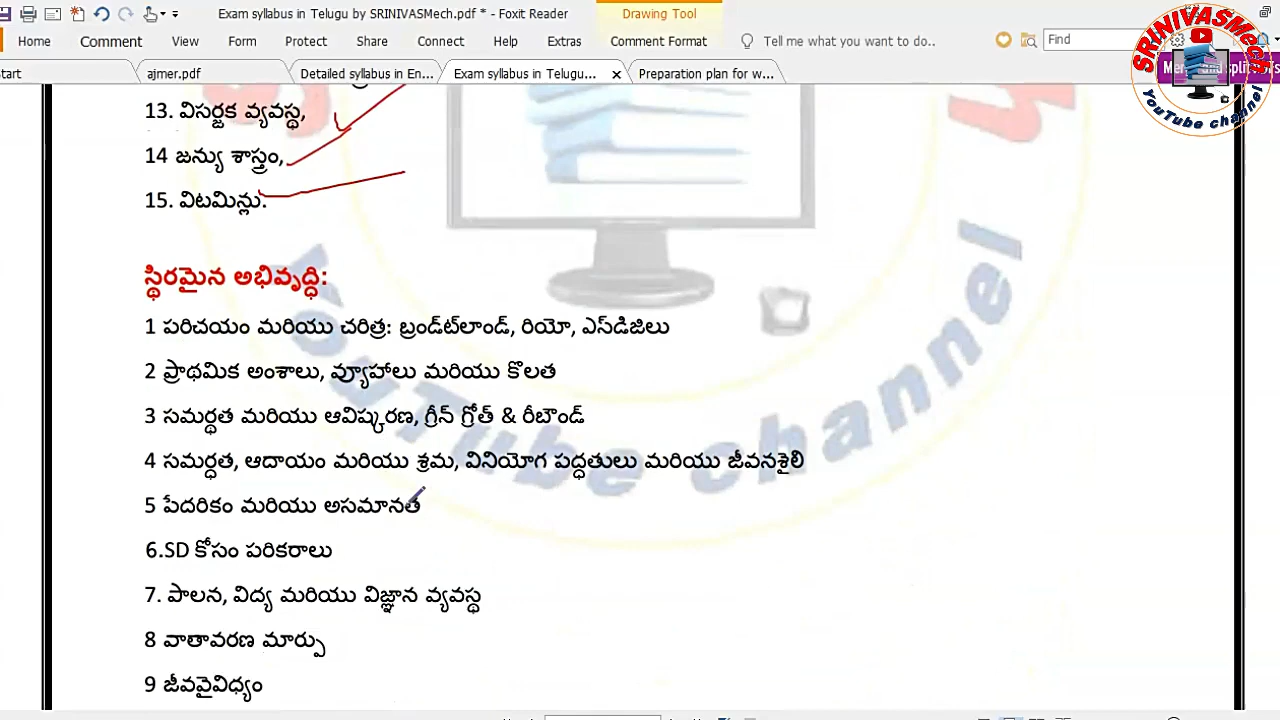 Exam syllabus in Telugu by SRINIVASMech.pdf * - Foxit Reader
Drawing Tool
Home Comment View Form Protect Share Connect Help Extras Comment Format Tell me what you want to do.. Find
tart ajmer.pdf Detailed syllabus in En... Exam syllabus in Telugu... × Preparation plan for w...
SRINIVASMech
YouTube channel
13. విసర్జక వ్యవస్థ,
14 జన్యు శాస్త్రం,
15. విటమిన్లు.
స్థిరమైన అభివృద్ధి:
1 పరిచయం మరియు చరిత్ర: బ్రండ్‌ట్‌లాండ్, రియో, ఎస్‌డిజిలు
2 ప్రాథమిక అంశాలు, వ్యూహాలు మరియు కొలత
3 సమర్థత మరియు ఆవిష్కరణ, గ్రీన్ గ్రోత్ & రీబౌండ్
4 సమర్ధత, ఆదాయం మరియు శ్రమ, వినియోగ పద్ధతులు మరియు జీవనశైలి
5 పేదరికం మరియు అసమానత
6.SD కోసం పరికరాలు
7. పాలన, విద్య మరియు విజ్ఞాన వ్యవస్థ
8 వాతావరణ మార్పు
9 జీవవైవిధ్యం
YouTube channel